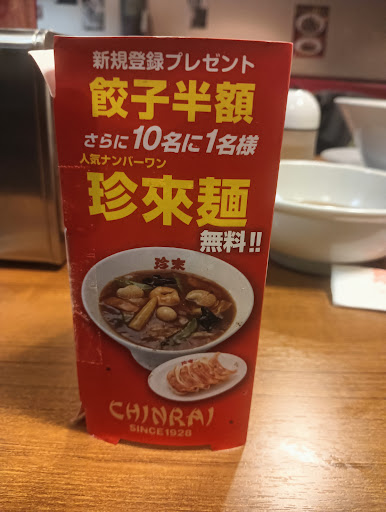 新規登録プレゼント
餃子半額
さらに10名に1名様
人気ナンバーワン
珍來麺
無料!!
珍來
CHINRAI
SINCE1928